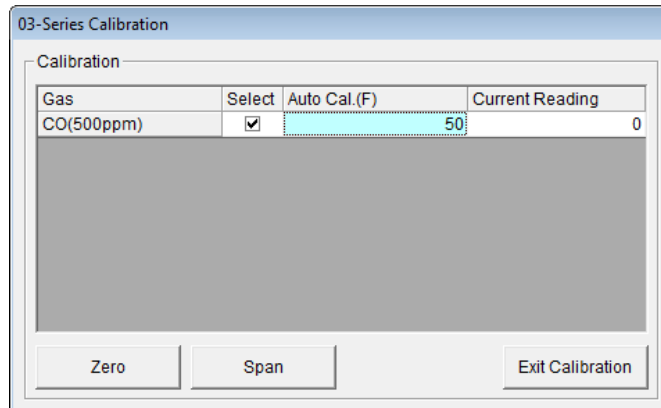 03-Series Calibration
Calibration
Gas Select Auto Cal.(F) Current Reading
CO(500ppm) 50 0
Zero Span Exit Calibration